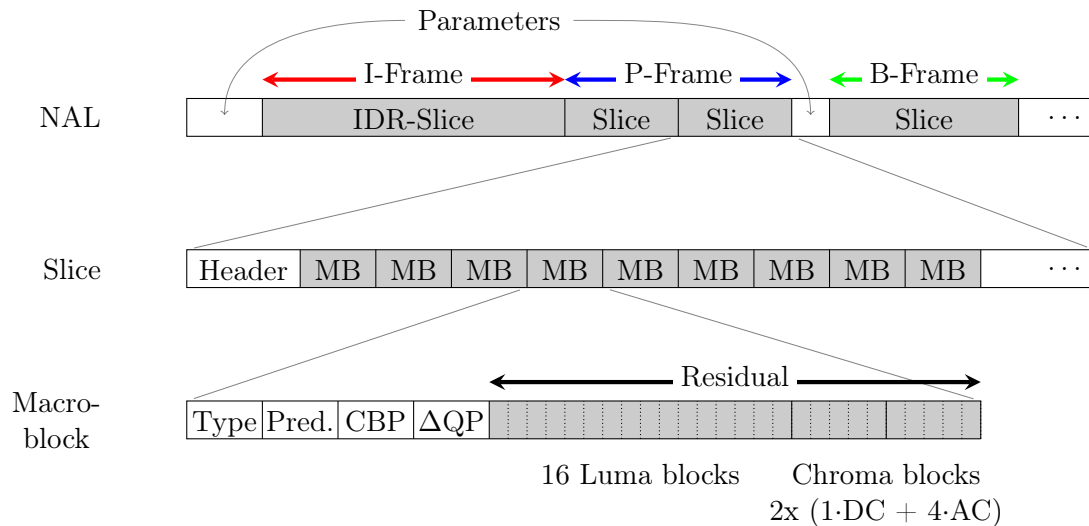 Parameters
I-Frame P-Frame B-Frame
NAL IDR-Slice Slice Slice Slice ···
Slice Header MB MB MB MB MB MB MB MB MB ···
Residual
Macro-
block
Type Pred. CBP ΔQP
16 Luma blocks Chroma blocks
2x (1·DC + 4·AC)